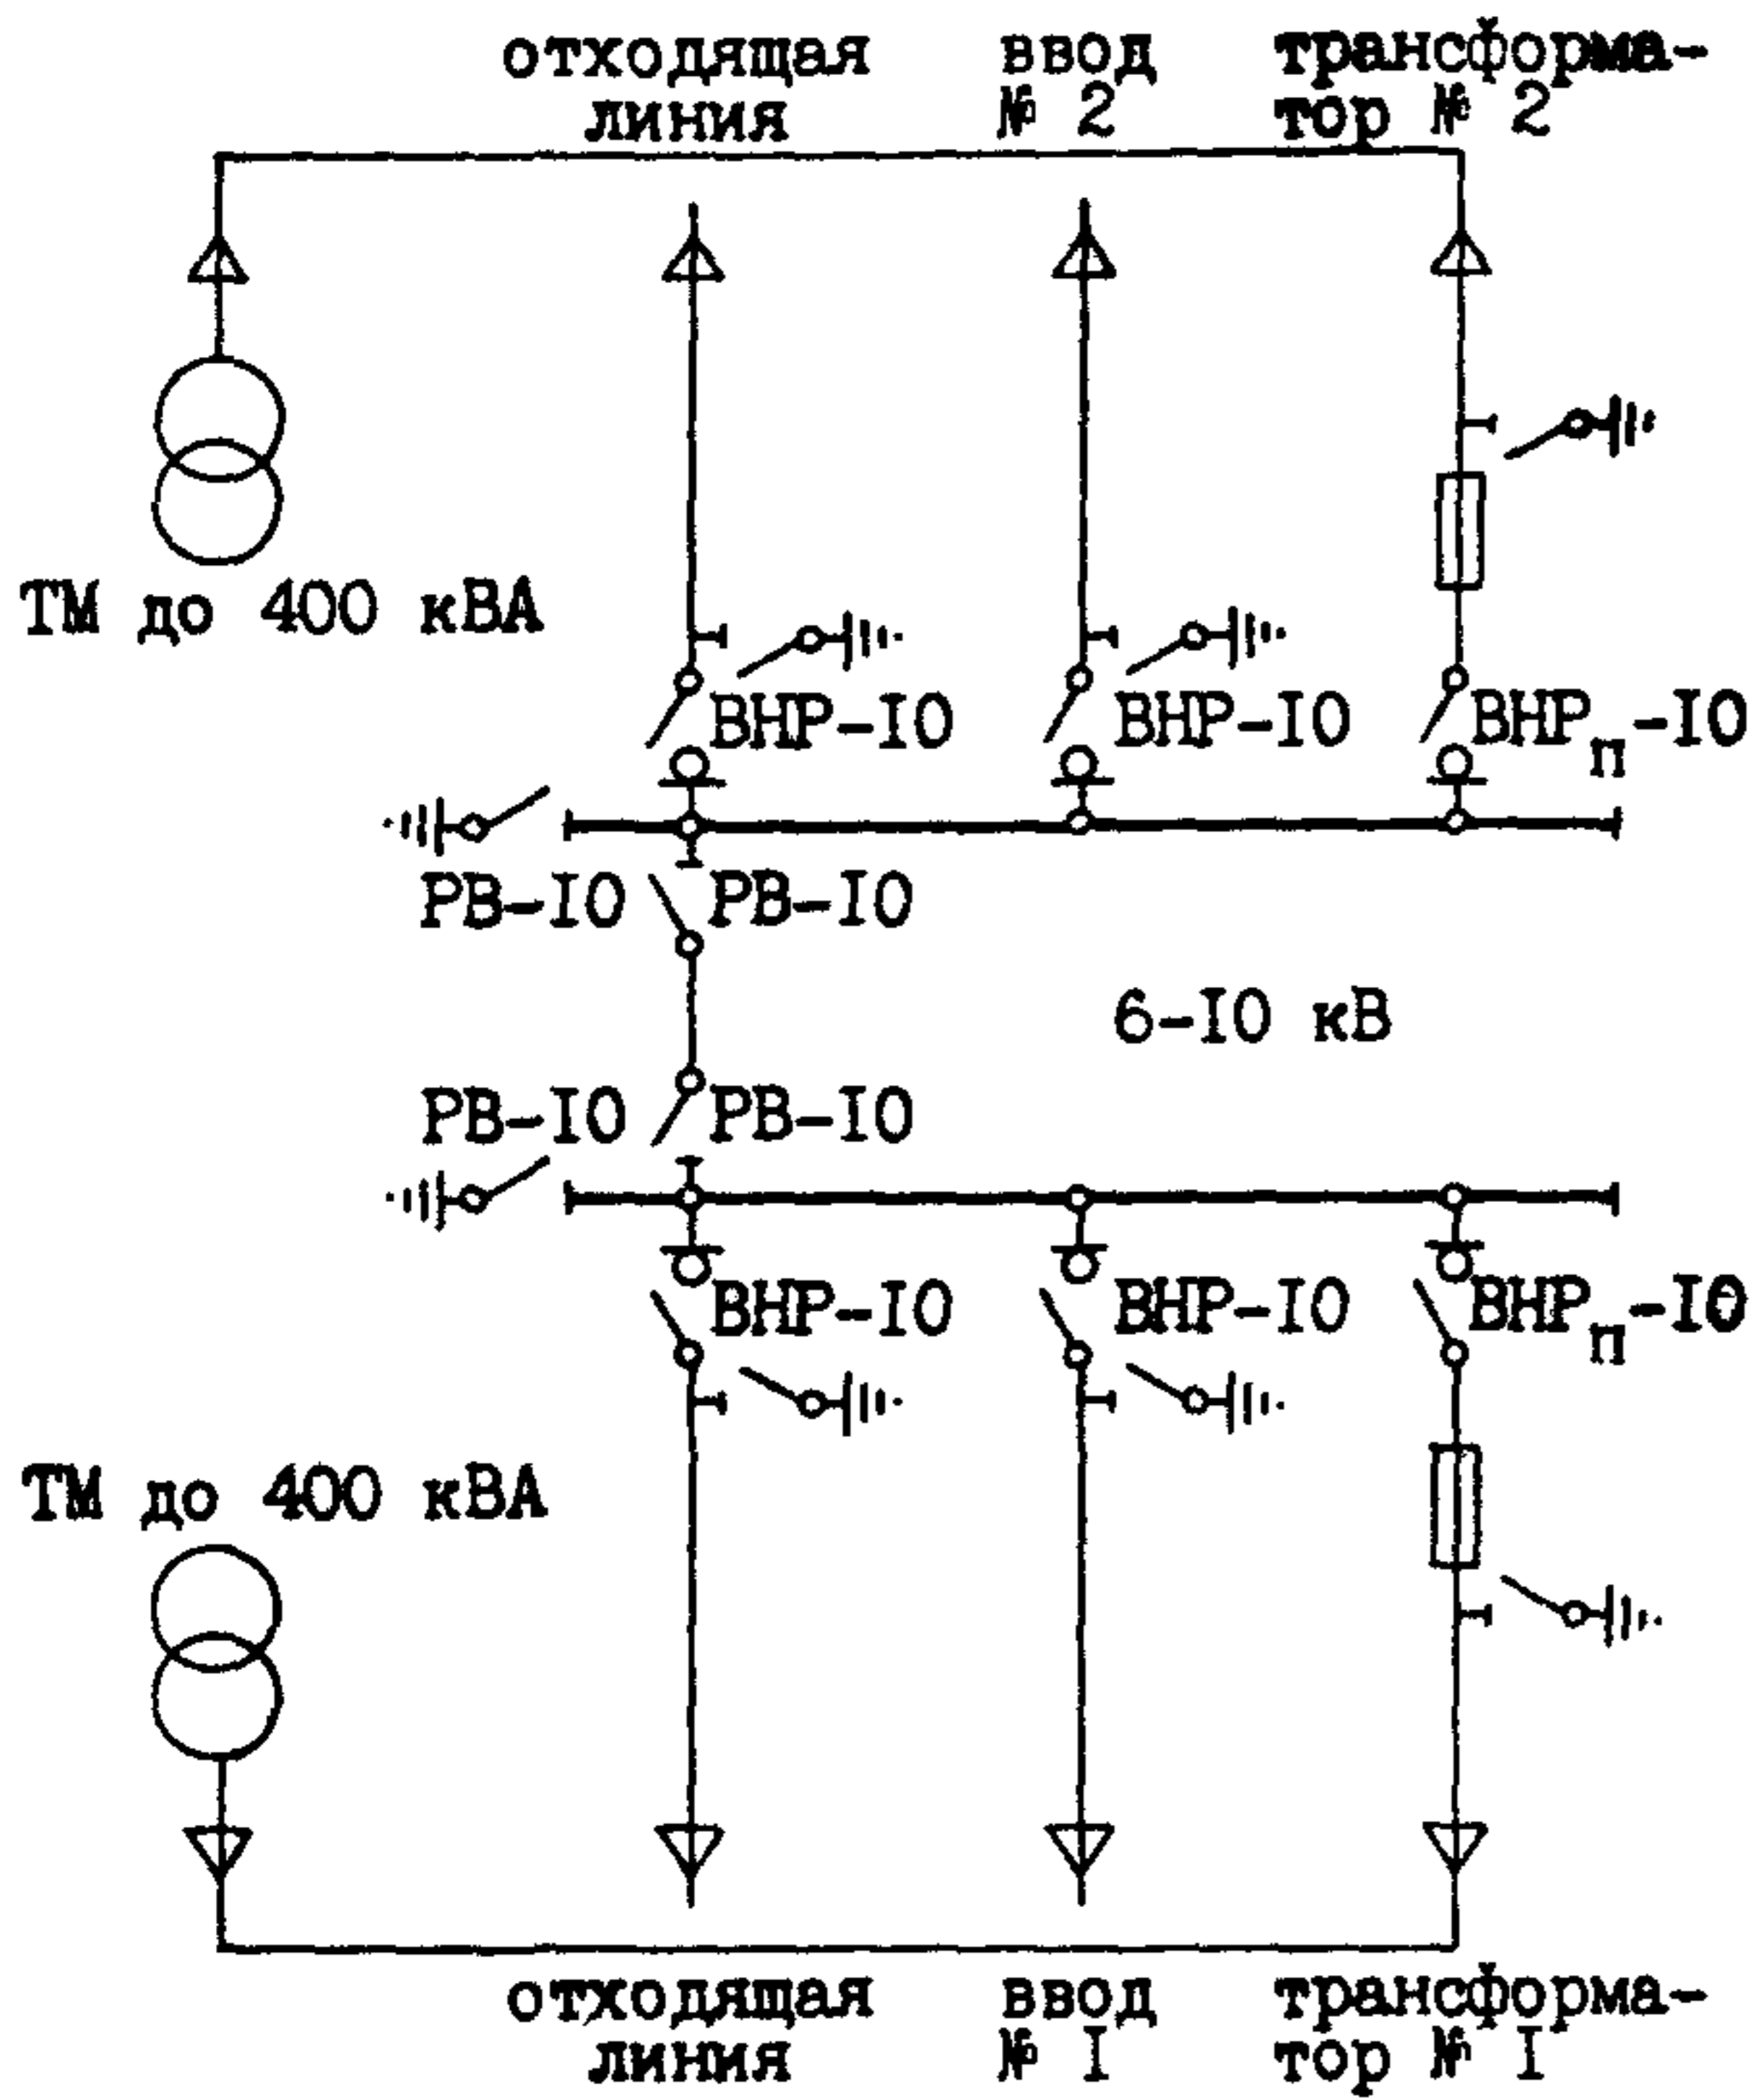 отходящая
линия
ввод
№ 2
трансформа-
тор № 2
ТМ до 400 кВА
ВНР-10
ВНР-10
ВНРп-10
РВ-10
РВ-10
6-10 кВ
РВ-10
РВ-10
ВНР-10
ВНР-10
ВНРп-10
ТМ до 400 кВА
отходящая
линия
ввод
№ 1
трансформа-
тор № 1